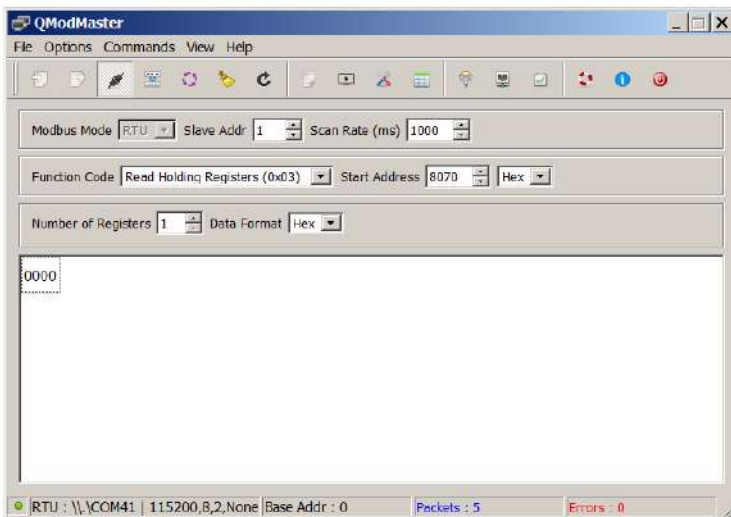 QModMaster
File Options Commands View Help
Modbus Mode RTU Slave Addr 1 Scan Rate (ms) 1000
Function Code Read Holding Registers (0x03) Start Address 8070 Hex
Number of Registers 1 Data Format Hex
0000
RTU : \\.\COM41 | 115200,8,2,None Base Addr : 0 Packets : 5 Errors : 0